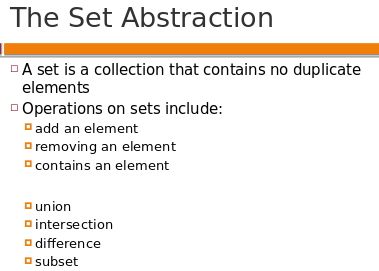 The Set Abstraction
A set is a collection that contains no duplicate
elements
Operations on sets include:
add an element
removing an element
contains an element
union
intersection
difference
subset